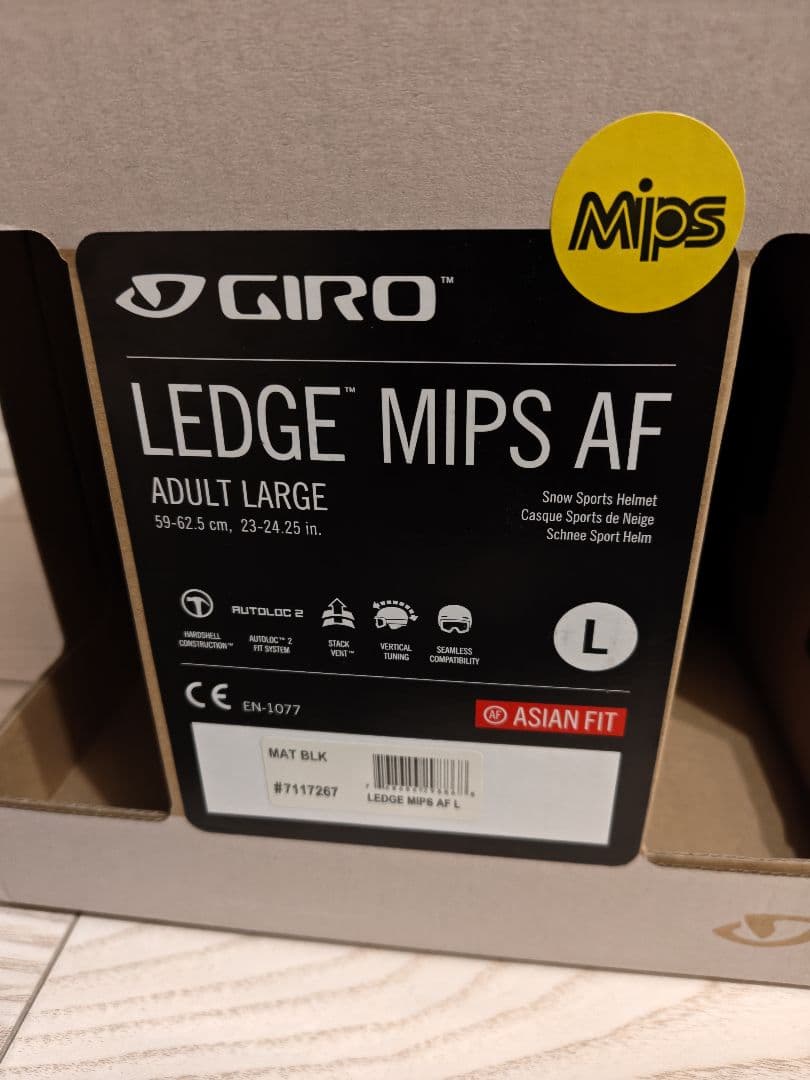 Mips
GIRO™
LEDGE™ MIPS AF
ADULT LARGE
59-62.5 cm, 23-24.25 in.
Snow Sports Helmet
Casque Sports de Neige
Schnee Sport Helm
HARDSHELL
CONSTRUCTION™
AUTOLOC 2
AUTOLOC™ 2
FIT SYSTEM
STACK
VENT™
VERTICAL
TUNING
SEAMLESS
COMPATIBILITY
L
CE EN-1077
AF ASIAN FIT
MAT BLK
#7117267
LEDGE MIPS AF L